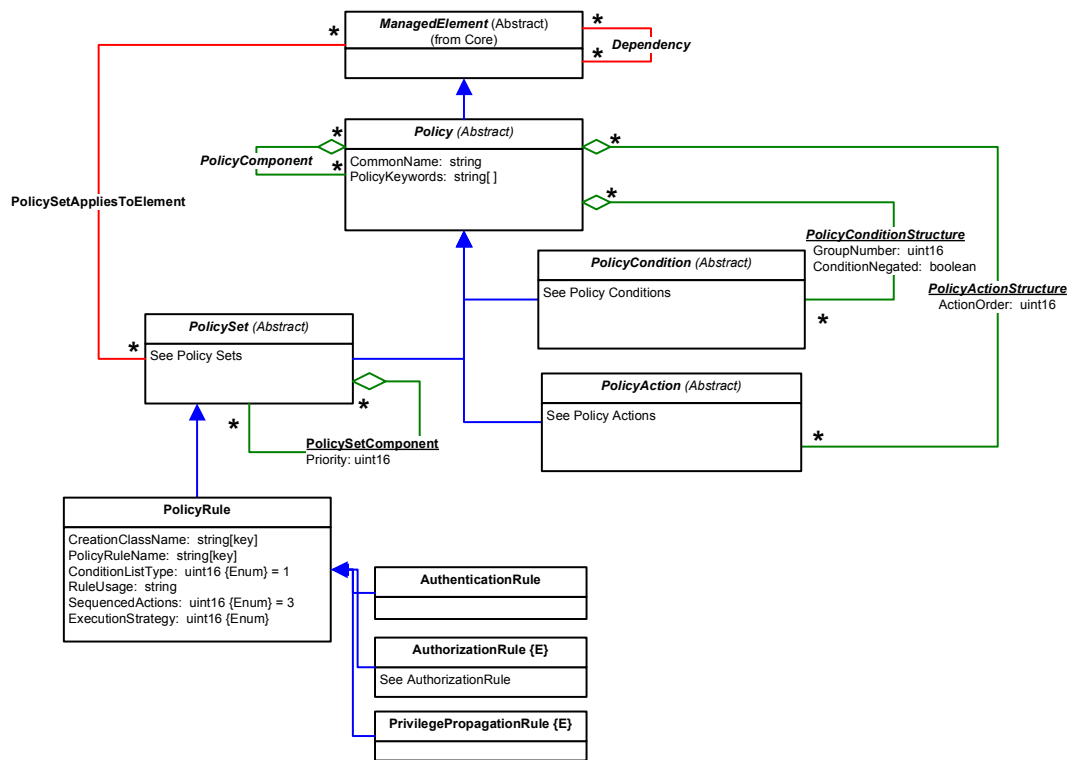 ManagedElement (Abstract)
(from Core)
*
*
*
Dependency
Policy (Abstract)
CommonName: string
PolicyKeywords: string[ ]
*
*
PolicyComponent
*
*
PolicySetAppliesToElement
PolicyConditionStructure
GroupNumber: uint16
ConditionNegated: boolean
PolicyActionStructure
ActionOrder: uint16
PolicyCondition (Abstract)
See Policy Conditions
*
PolicySet (Abstract)
See Policy Sets
*
*
*
PolicySetComponent
Priority: uint16
PolicyAction (Abstract)
See Policy Actions
*
PolicyRule
CreationClassName: string[key]
PolicyRuleName: string[key]
ConditionListType: uint16 {Enum} = 1
RuleUsage: string
SequencedActions: uint16 {Enum} = 3
ExecutionStrategy: uint16 {Enum}
AuthenticationRule
AuthorizationRule {E}
See AuthorizationRule
PrivilegePropagationRule {E}